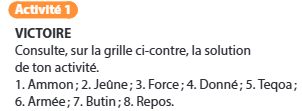 Activité 1
VICTOIRE
Consulte, sur la grille ci-contre, la solution
de ton activité.
1. Ammon ; 2. Jeûne ; 3. Force ; 4. Donné ; 5. Teqoa ;
6. Armée ; 7. Butin ; 8. Repos.